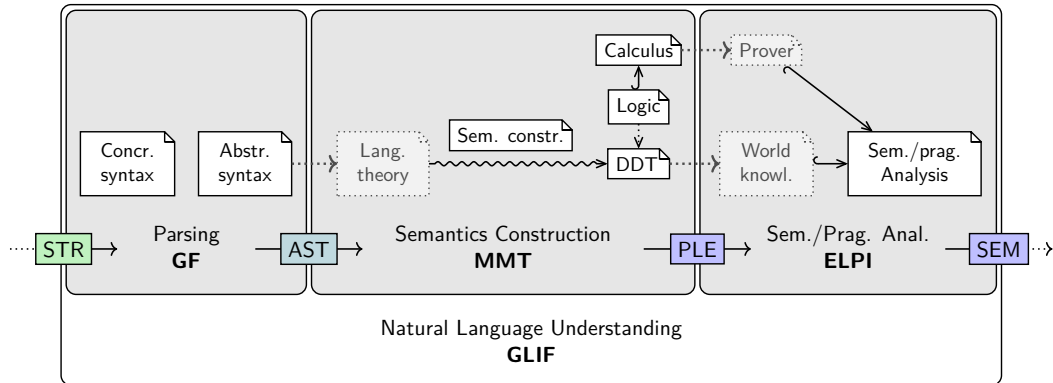 Calculus
Prover
Logic
Concr.
syntax
Abstr.
syntax
Lang.
theory
Sem. constr.
DDT
World
knowl.
Sem./prag.
Analysis
STR
Parsing
GF
AST
Semantics Construction
MMT
PLE
Sem./Prag. Anal.
ELPI
SEM
Natural Language Understanding
GLIF